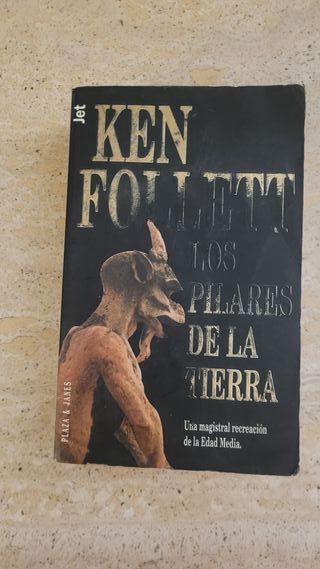 Jet
KEN
FOLLETT
LOS
PILARES
DE LA
TIERRA
Una magistral recreación
de la Edad Media.
PLAZA & JANES